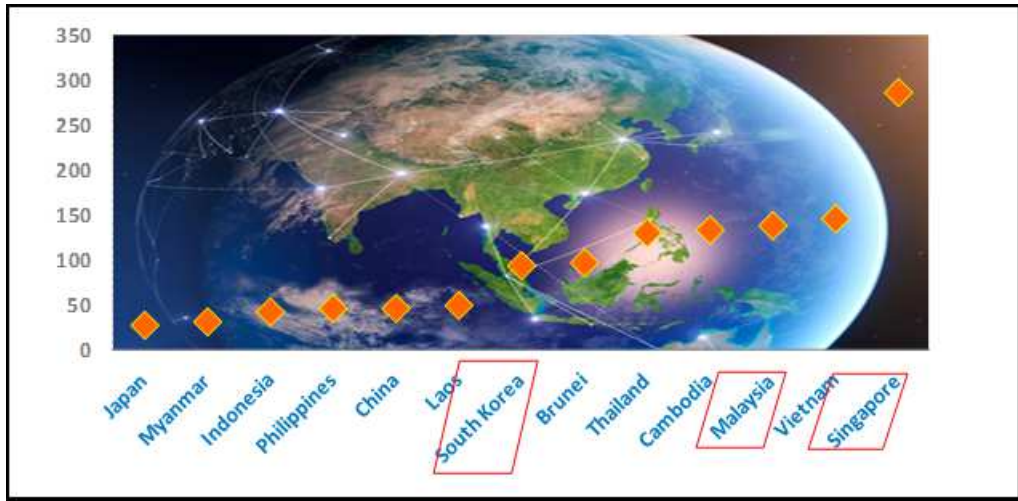 350
300
250
200
150
100
50
0
Japan
Myanmar
Indonesia
Philippines
China
Laos
South Korea
Brunei
Thailand
Cambodia
Malaysia
Vietnam
Singapore